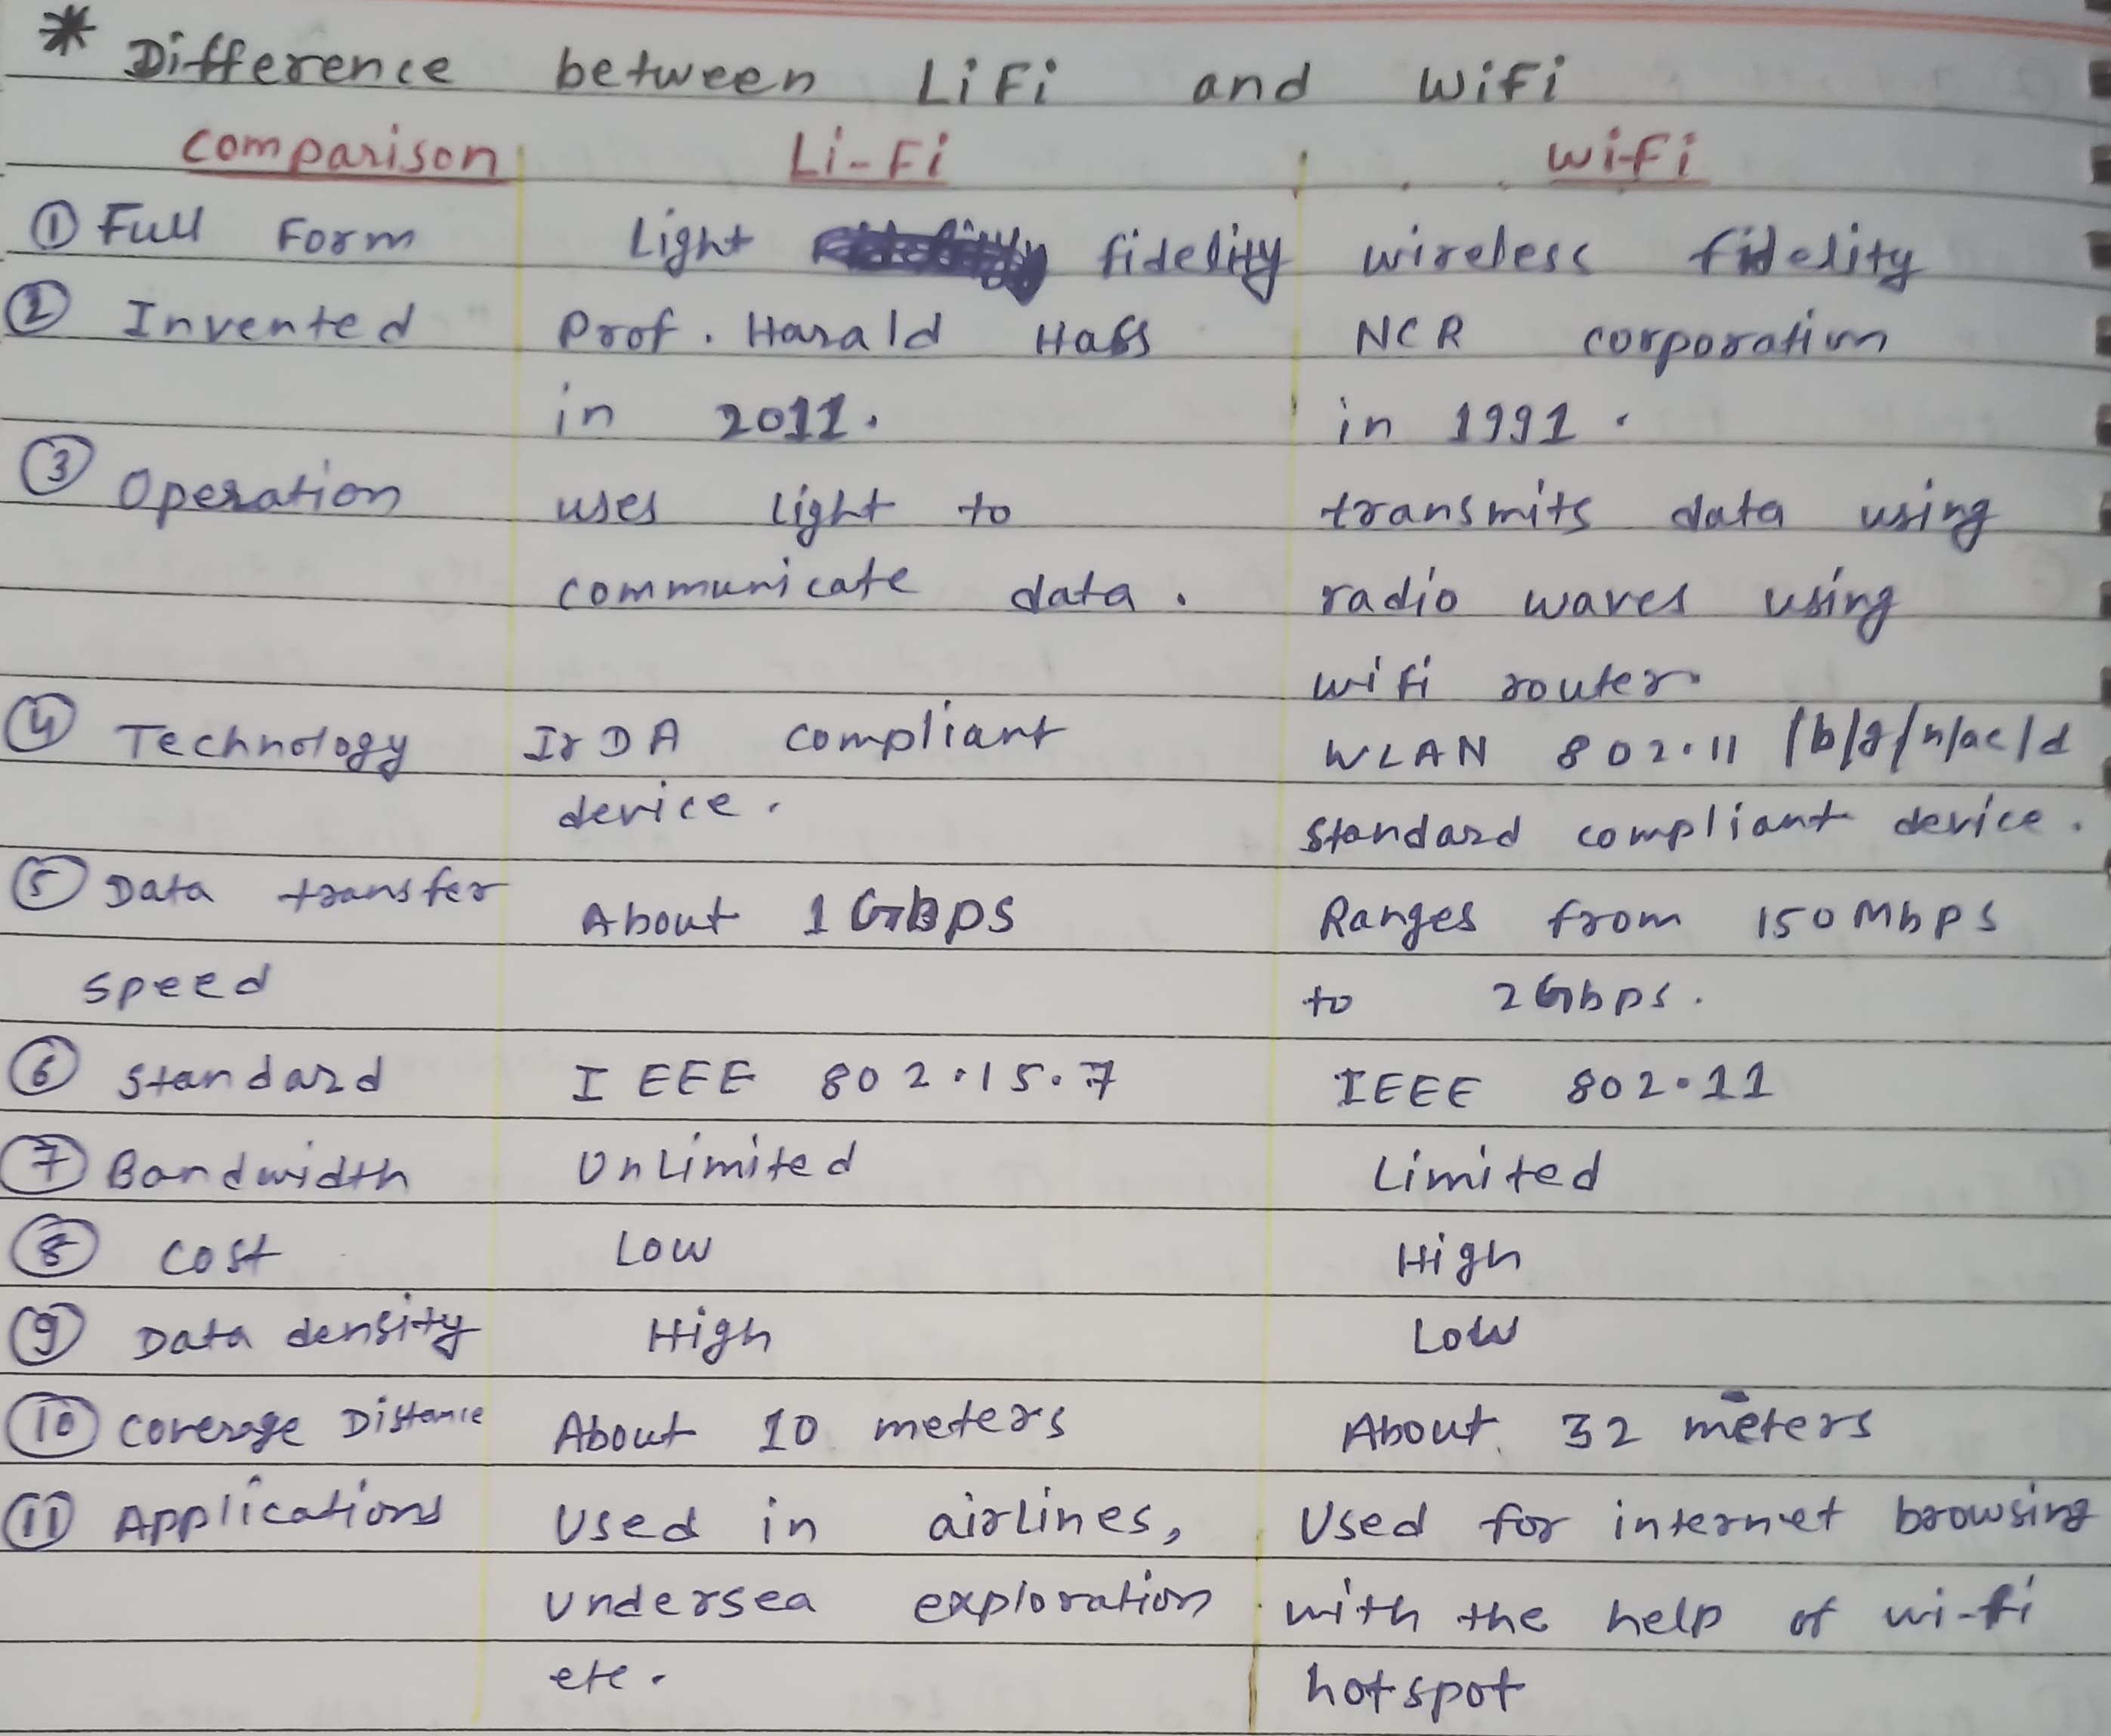 * Difference between LiFi and WiFi
Comparison Li-Fi Wi-Fi
① Full Form Light fidelity wireless fidelity
② Invented Prof. Harald Hass NCR corporation
in 2011. in 1991.
③ Operation uses light to transmits data using
communicate data. radio waves using
wifi router.
④ Technology IrDA compliant WLAN 802.11 /b/g/n/ac/d
device. standard compliant device.
⑤ Data transfer About 1 Gbps Ranges from 150 Mbps
speed to 2 Gbps.
⑥ Standard IEEE 802.15.7 IEEE 802.11
⑦ Bandwidth Unlimited Limited
⑧ Cost Low High
⑨ Data density High Low
⑩ Coverage Distance About 10 meters About 32 meters
⑪ Applications Used in airlines, Used for internet browsing
undersea exploration with the help of wi-fi
etc. hotspot